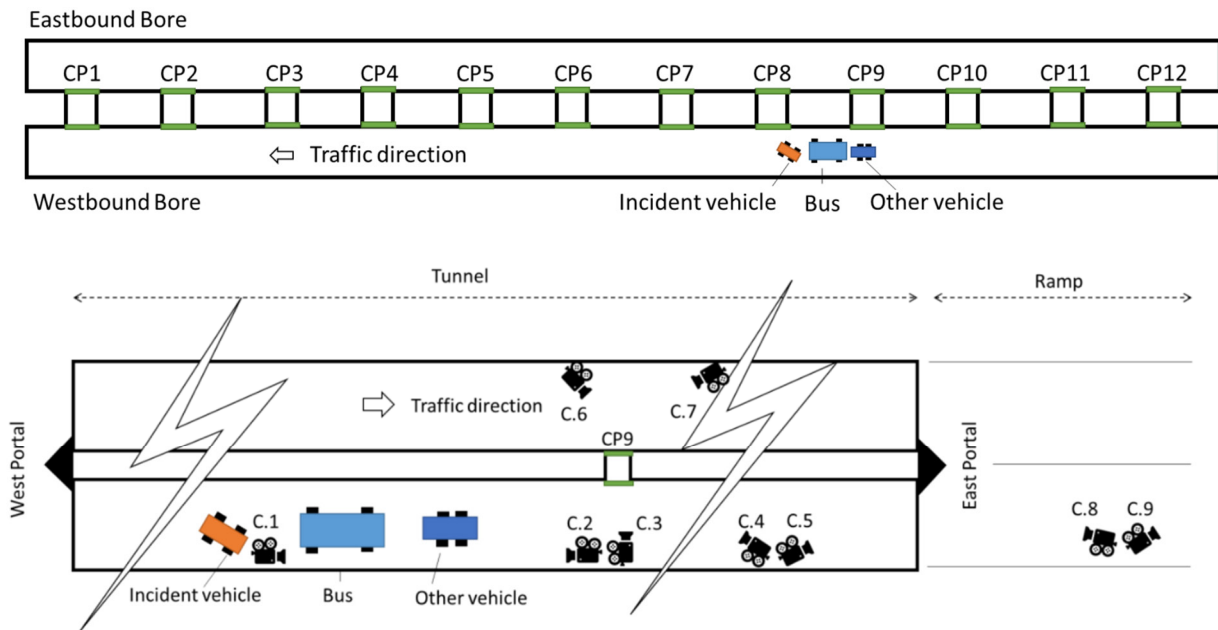 Eastbound Bore
CP1 CP2 CP3 CP4 CP5 CP6 CP7 CP8 CP9 CP10 CP11 CP12
Traffic direction
Incident vehicle Bus Other vehicle
Westbound Bore
Tunnel
Ramp
Traffic direction
C.6
C.7
CP9
West Portal
East Portal
C.1
C.2
C.3
C.4
C.5
C.8
C.9
Incident vehicle
Bus
Other vehicle